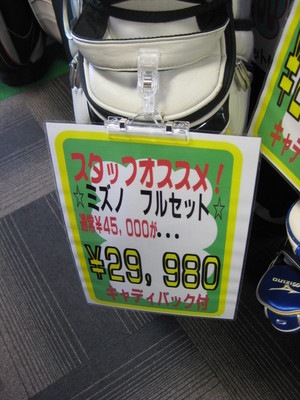 スタッフオススメ!
☆ミズノ フルセット☆
通常¥45,000が...
¥29,980
キャディバック付